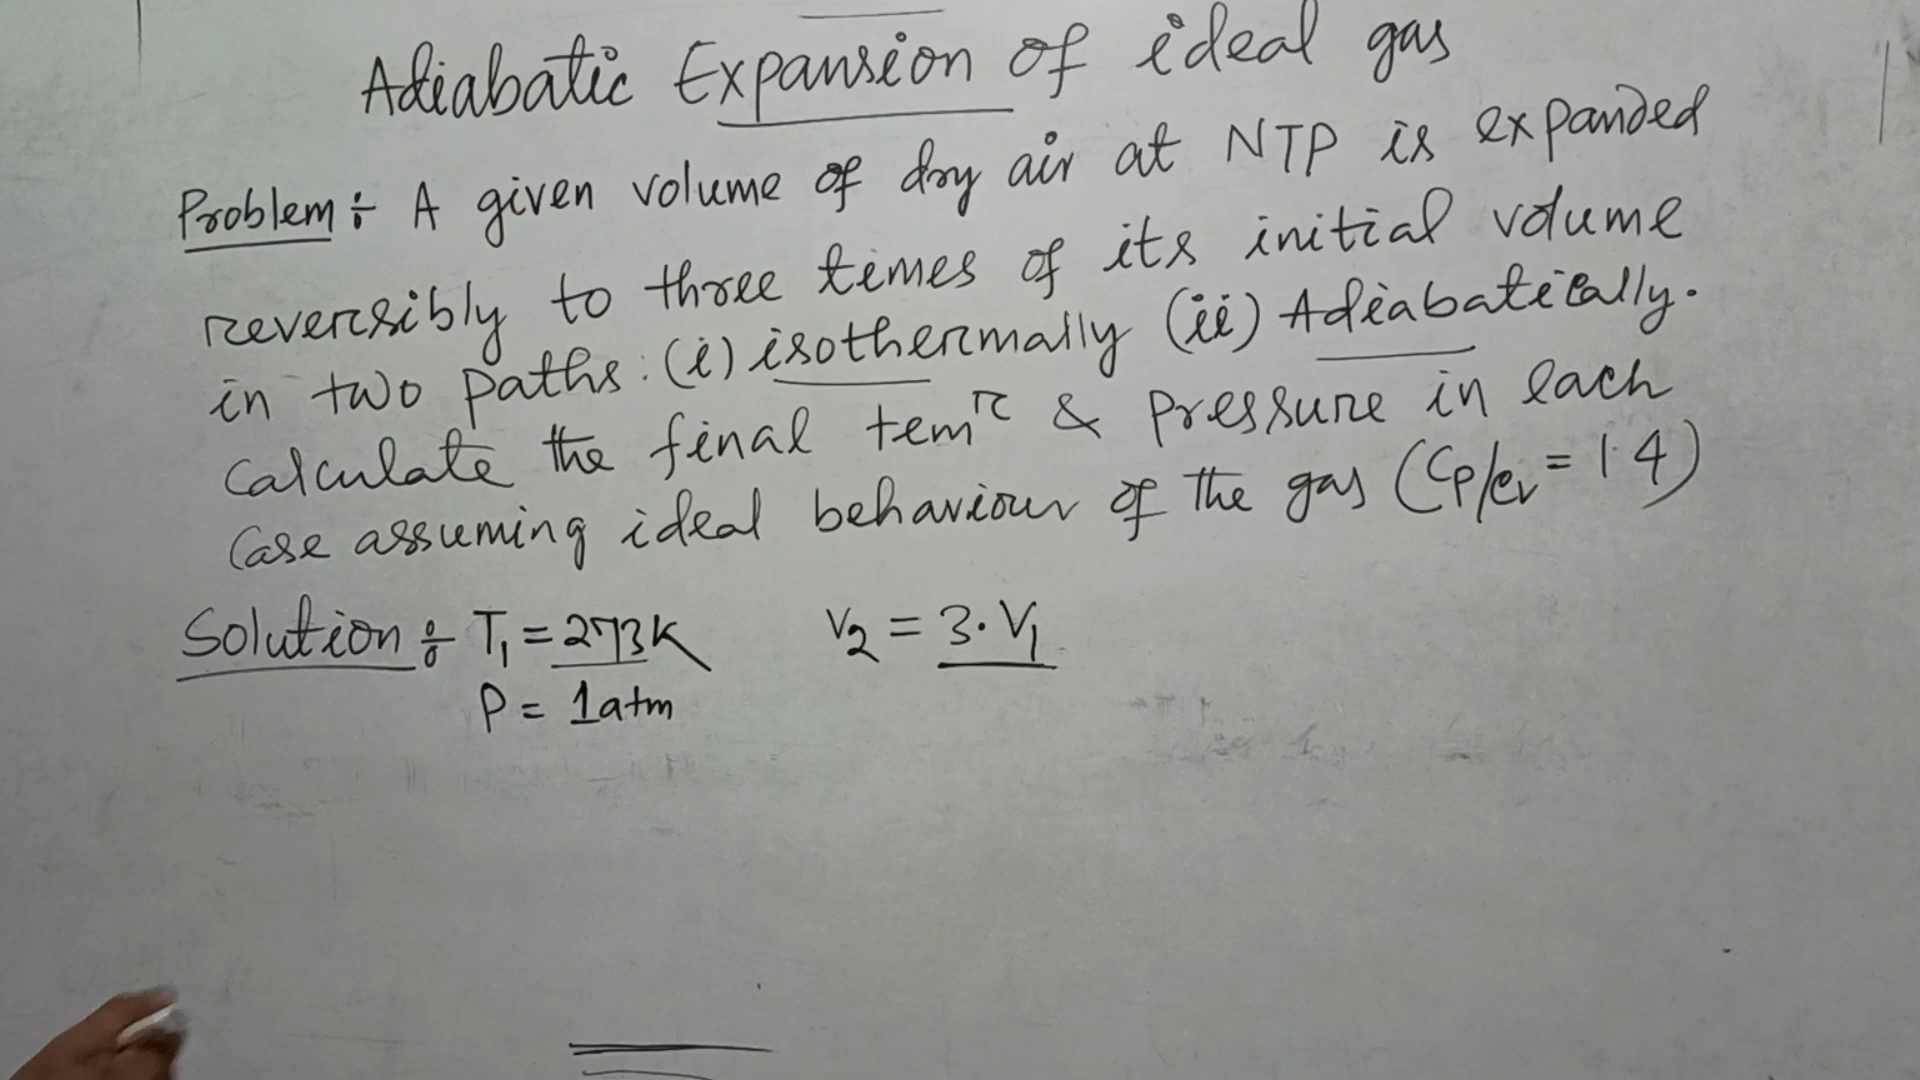 Adiabatic Expansion of ideal gas
Problem÷ A given volume of dry air at NTP is expanded
reversibly to three times of its initial volume
in two paths: (i) isothermally (ii) Adiabatically.
Calculate the final temᵖʳ & pressure in each
Case assuming ideal behaviour of the gas (Cp/Cv = 1.4)
Solution÷ T₁ = 273K V₂ = 3·V₁
P = 1atm